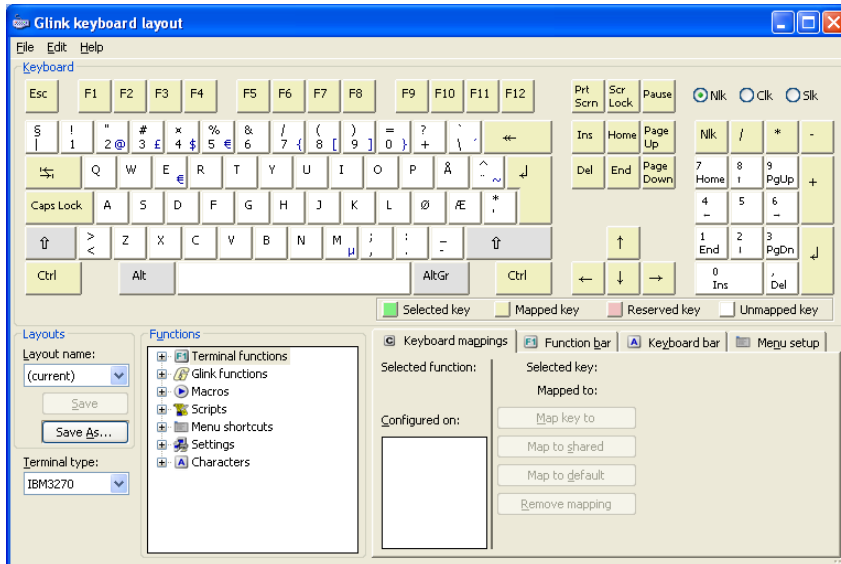 Glink keyboard layout
File Edit Help
Keyboard
Esc F1 F2 F3 F4 F5 F6 F7 F8 F9 F10 F11 F12 Prt Scrn Scr Lock Pause Nlk Clk Slk
§ | ! 1 " 2 @ # 3 £ × 4 $ % 5 € & 6 / 7 { ( 8 [ ) 9 ] = 0 } ? + ` \ ´ Ins Home Page Up Nlk / * -
Q W E € R T Y U I O P Å ^ ¨ ~ Del End Page Down 7 Home 8 ↑ 9 PgUp +
Caps Lock A S D F G H J K L Ø Æ * ' 4 ← 5 6 →
⇧ > < Z X C V B N M µ ; , : . _ - ⇧ ↑ 1 End 2 ↓ 3 PgDn
Ctrl Alt AltGr Ctrl ← ↓ → 0 Ins , Del
Selected key Mapped key Reserved key Unmapped key
Layouts
Layout name:
(current)
Save
Save As...
Terminal type:
IBM3270
Functions
Terminal functions
Glink functions
Macros
Scripts
Menu shortcuts
Settings
Characters
Keyboard mappings Function bar Keyboard bar Menu setup
Selected function: Selected key:
Mapped to:
Configured on: Map key to
Map to shared
Map to default
Remove mapping